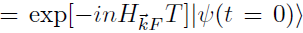 = exp[−inH_{\vec{k}F}T]|ψ(t = 0)⟩